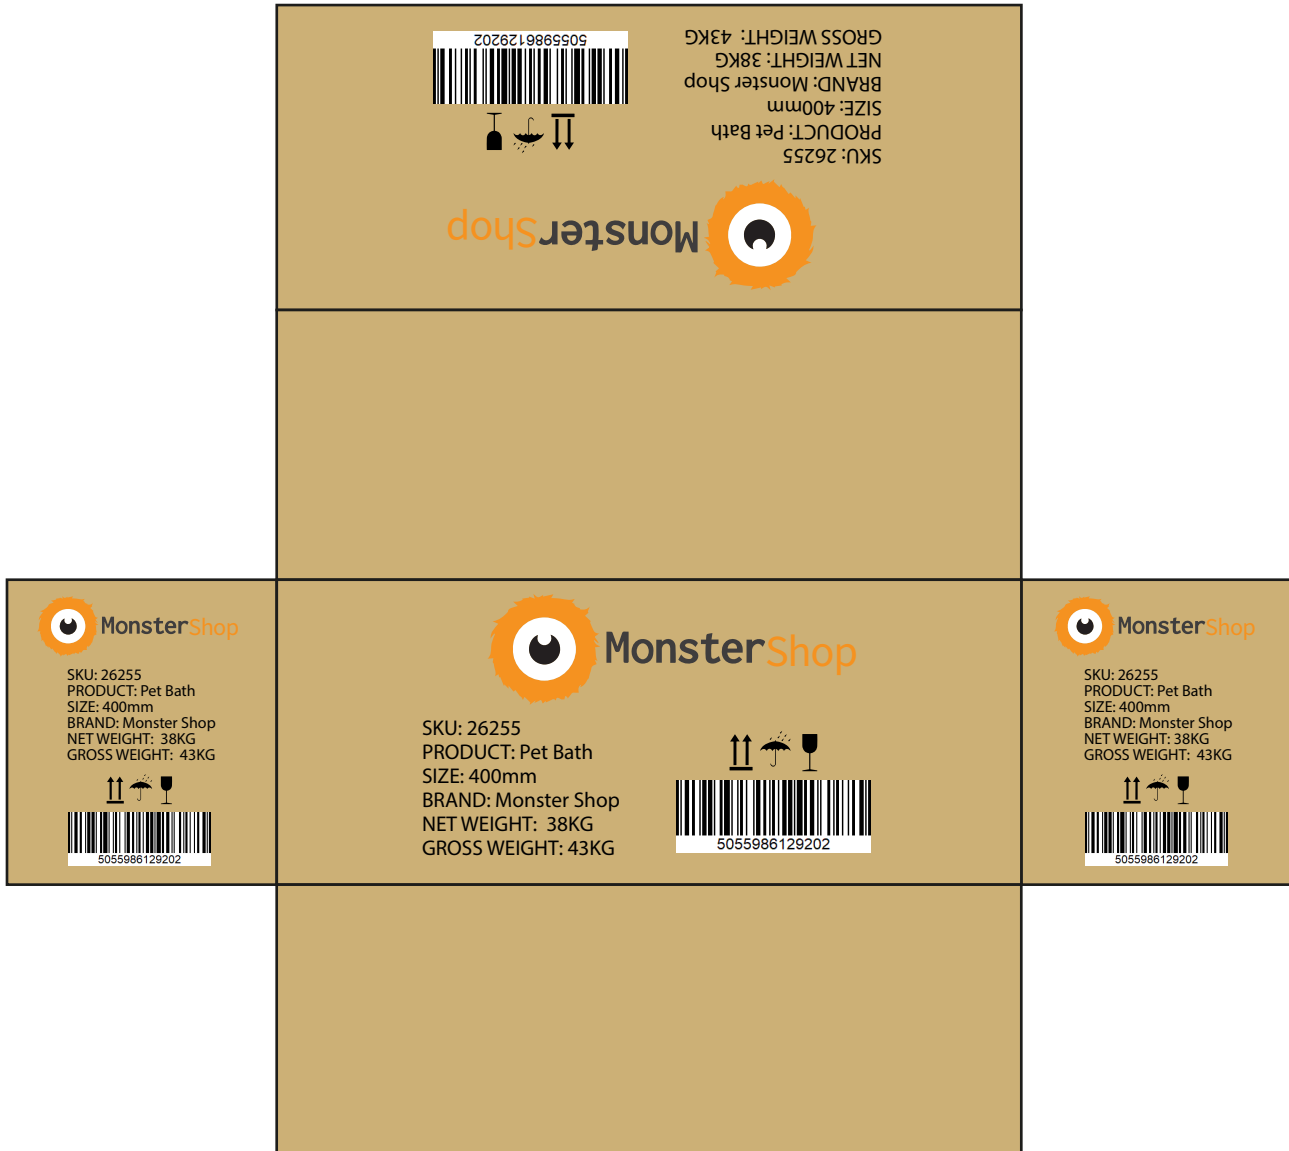 5055986129202
GROSS WEIGHT: 43KG
NET WEIGHT: 38KG
BRAND: Monster Shop
SIZE: 400mm
PRODUCT: Pet Bath
SKU: 26255
MonsterShop
MonsterShop
SKU: 26255
PRODUCT: Pet Bath
SIZE: 400mm
BRAND: Monster Shop
NET WEIGHT: 38KG
GROSS WEIGHT: 43KG
5055986129202
MonsterShop
SKU: 26255
PRODUCT: Pet Bath
SIZE: 400mm
BRAND: Monster Shop
NET WEIGHT: 38KG
GROSS WEIGHT: 43KG
5055986129202
MonsterShop
SKU: 26255
PRODUCT: Pet Bath
SIZE: 400mm
BRAND: Monster Shop
NET WEIGHT: 38KG
GROSS WEIGHT: 43KG
5055986129202